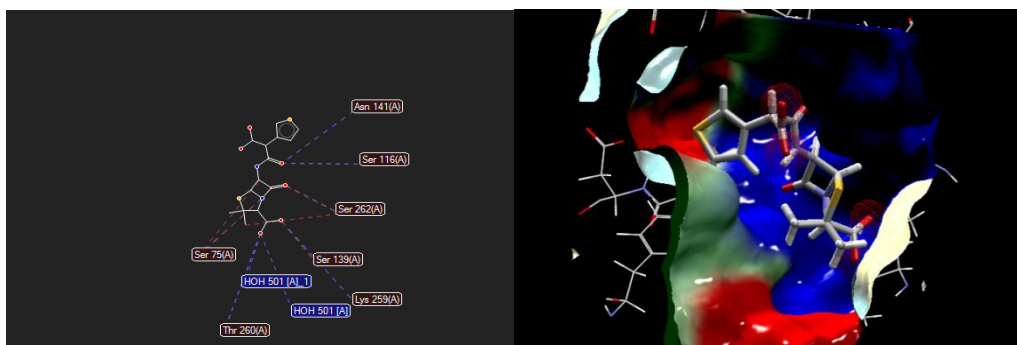 Asn 141(A)
Ser 116(A)
Ser 262(A)
Ser 75(A)
Ser 139(A)
HOH 501 [A]_1
Lys 259(A)
HOH 501 [A]
Thr 260(A)